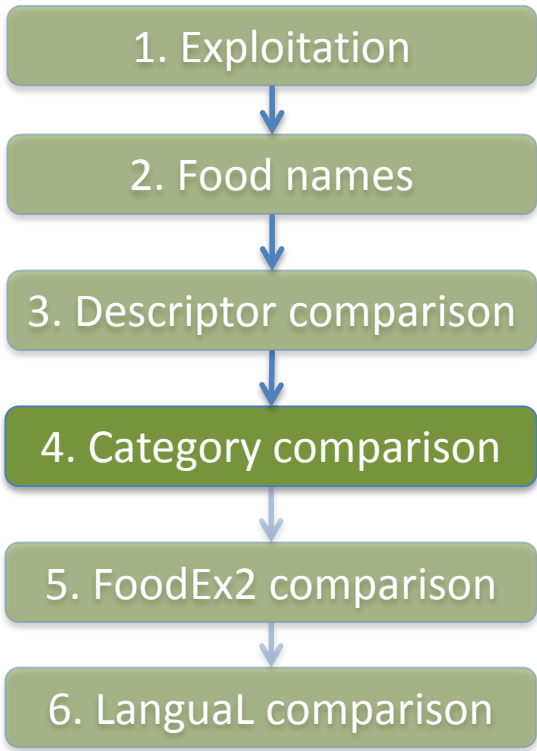 1. Exploitation
2. Food names
3. Descriptor comparison
4. Category comparison
5. FoodEx2 comparison
6. LanguaL comparison